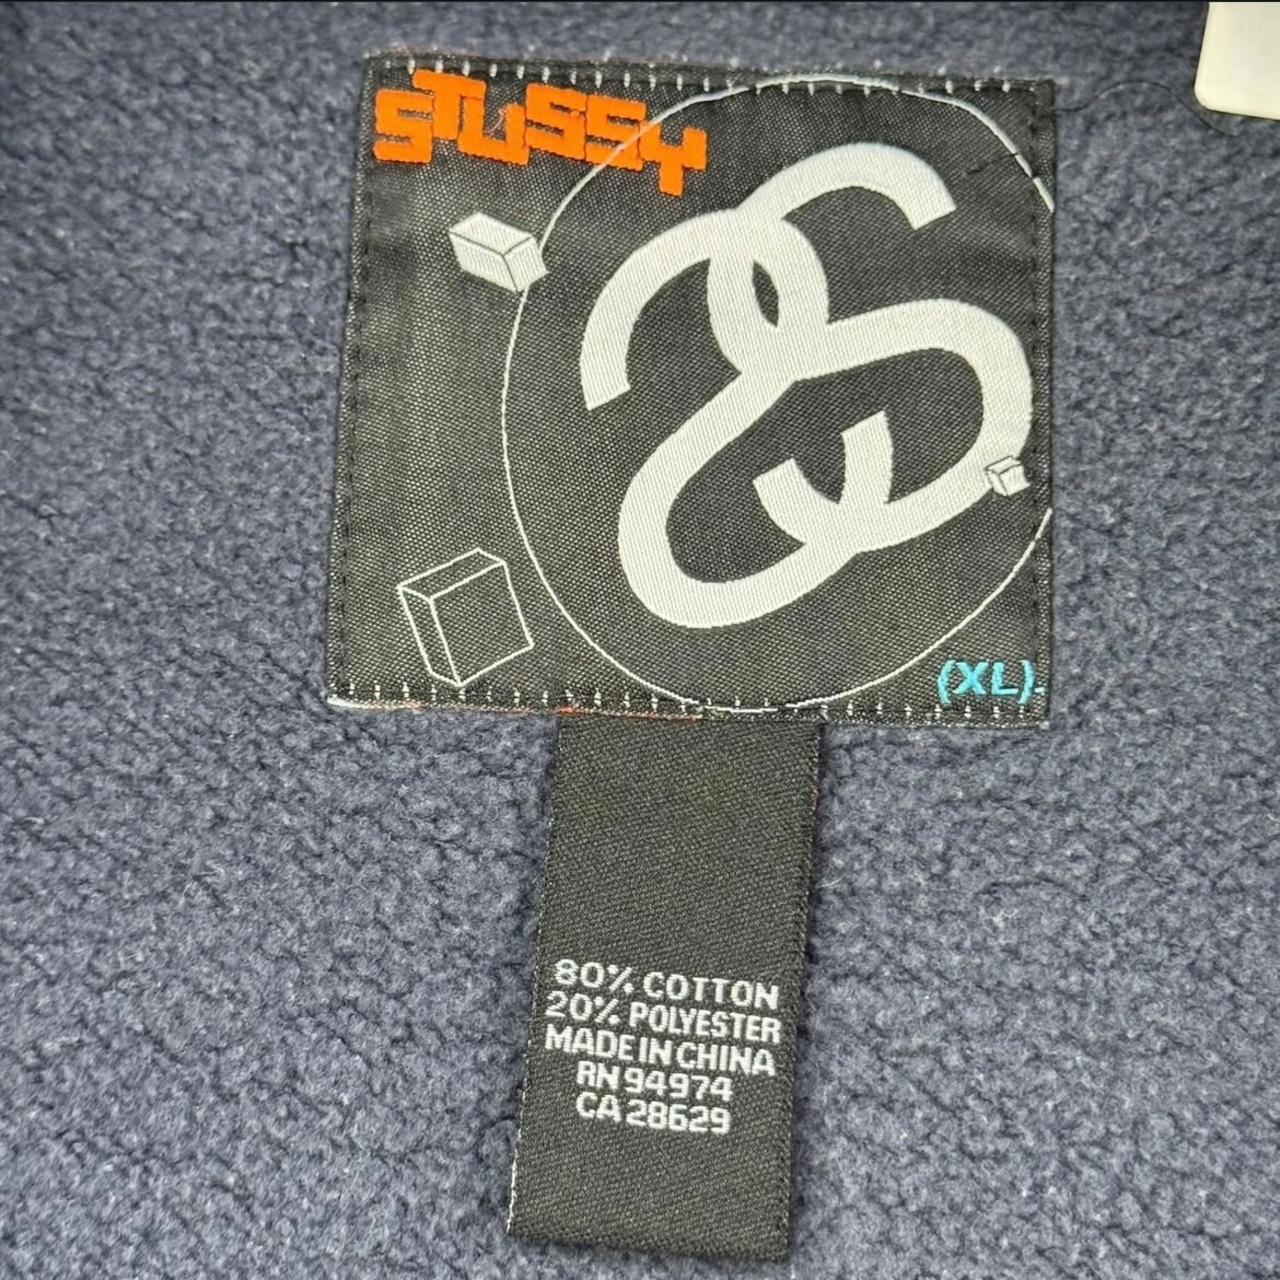 STUSSY
(XL)
80% COTTON
20% POLYESTER
MADE IN CHINA
RN 94974
CA 28629